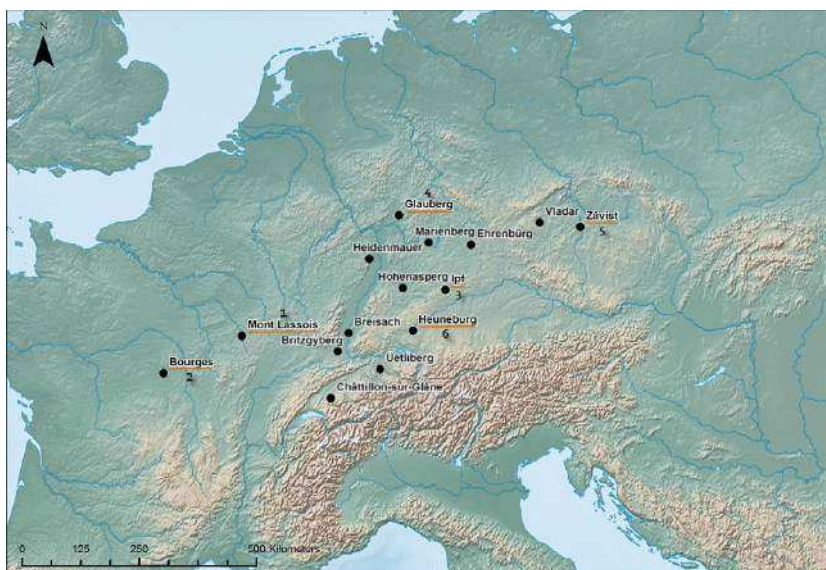 N
4
Glauberg
Vladar
Závist
5
Marienberg
Ehrenbürg
Heidenmauer
Hohenasperg
Ipf
3
1
Mont Lassois
Breisach
Heuneburg
6
Britzgyberg
Bourges
2
Uetliberg
Châttillon-sur-Glâne
0 125 250 500 Kilometers